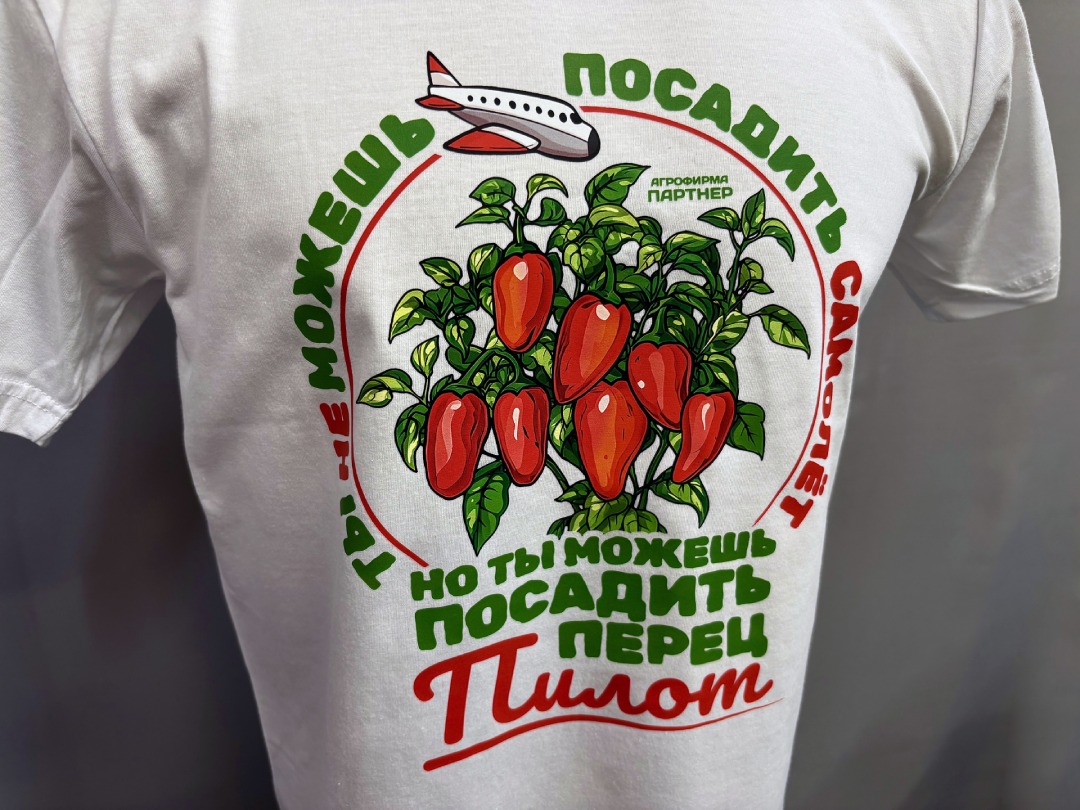 ТЫ НЕ МОЖЕШЬ ПОСАДИТЬ САМОЛЁТ
АГРОФИРМА
ПАРТНЕР
НО ТЫ МОЖЕШЬ
ПОСАДИТЬ
ПЕРЕЦ
Пилот